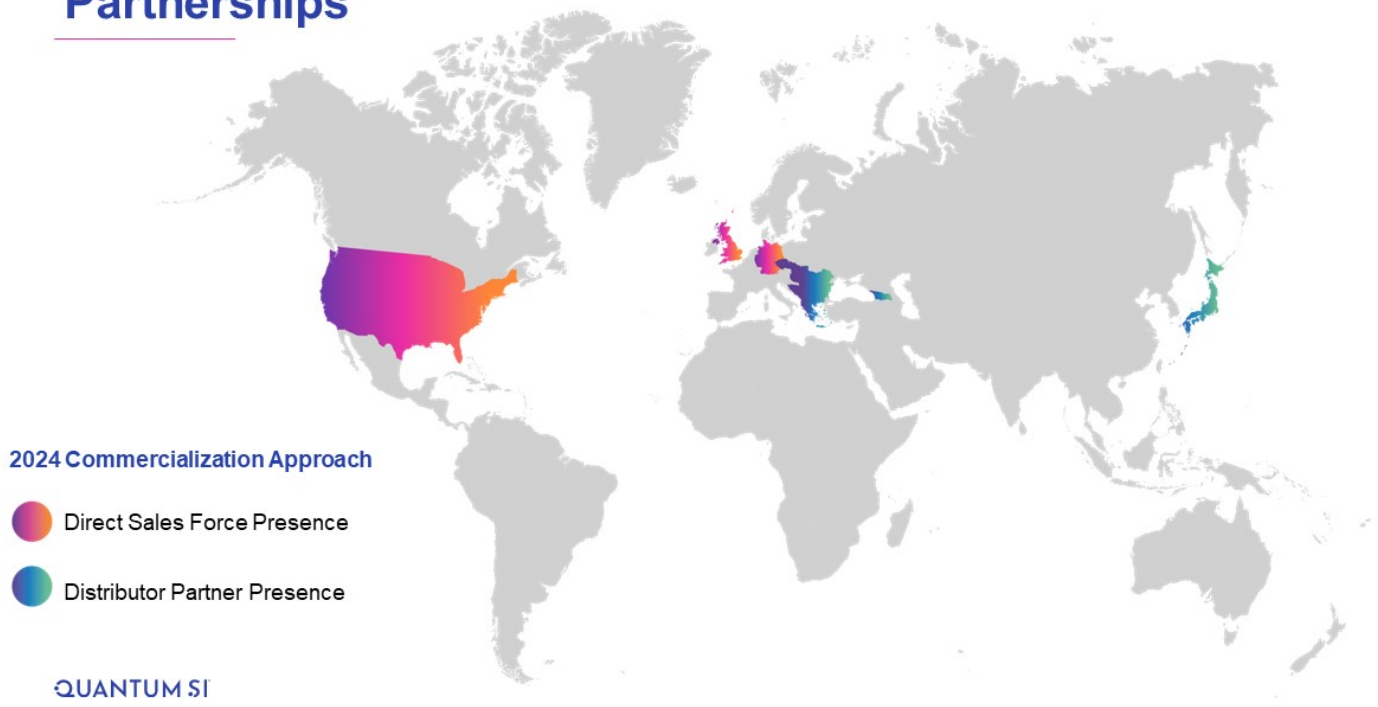 Partnerships
2024 Commercialization Approach
Direct Sales Force Presence
Distributor Partner Presence
QUANTUM SI